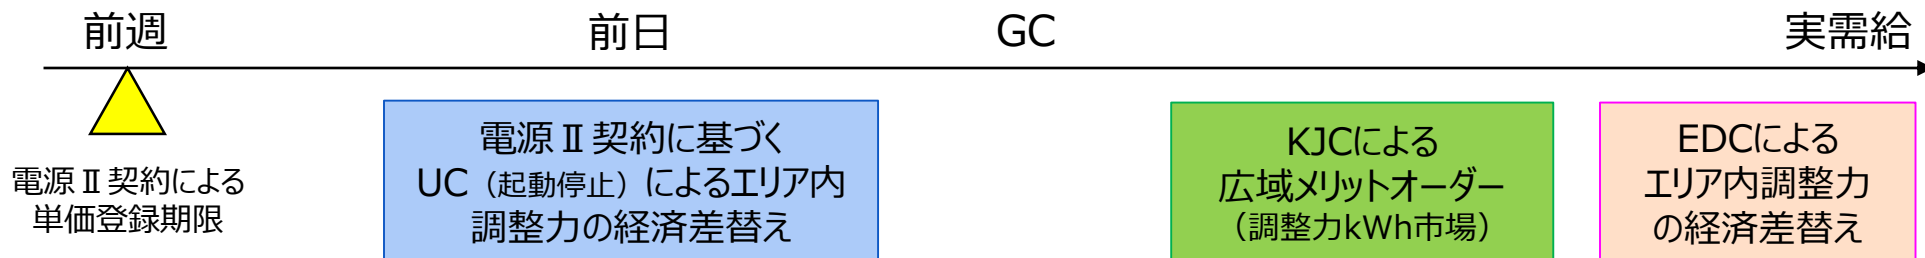 前週
前日
GC
実需給
電源Ⅱ契約による
単価登録期限
電源Ⅱ契約に基づく
UC（起動停止）によるエリア内
調整力の経済差替え
KJCによる
広域メリットオーダー
（調整力kWh市場）
EDCによる
エリア内調整力
の経済差替え